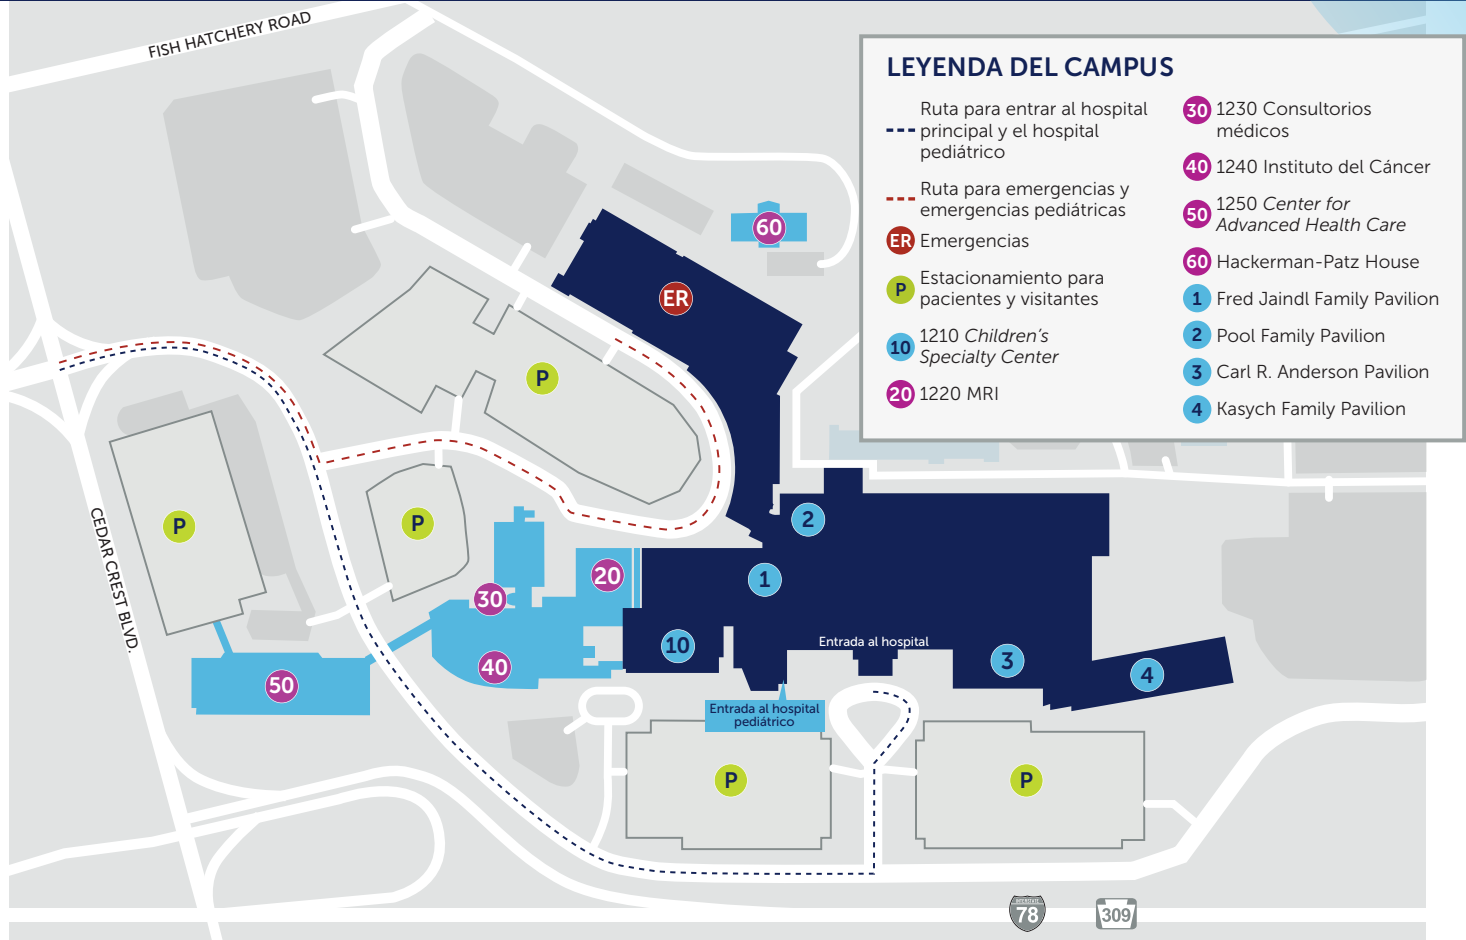 FISH HATCHERY ROAD
LEYENDA DEL CAMPUS
Ruta para entrar al hospital
principal y el hospital
pediátrico
Ruta para emergencias y
emergencias pediátricas
ER Emergencias
P Estacionamiento para
pacientes y visitantes
10 1210 Children's
Specialty Center
20 1220 MRI
30 1230 Consultorios
médicos
40 1240 Instituto del Cáncer
50 1250 Center for
Advanced Health Care
60 Hackerman-Patz House
1 Fred Jaindl Family Pavilion
2 Pool Family Pavilion
3 Carl R. Anderson Pavilion
4 Kasych Family Pavilion
60
ER
P
P
P
2
CEDAR CREST BLVD.
20
1
30
10
Entrada al hospital
40
3
4
50
Entrada al hospital
pediátrico
P
P
INTERSTATE
78
309